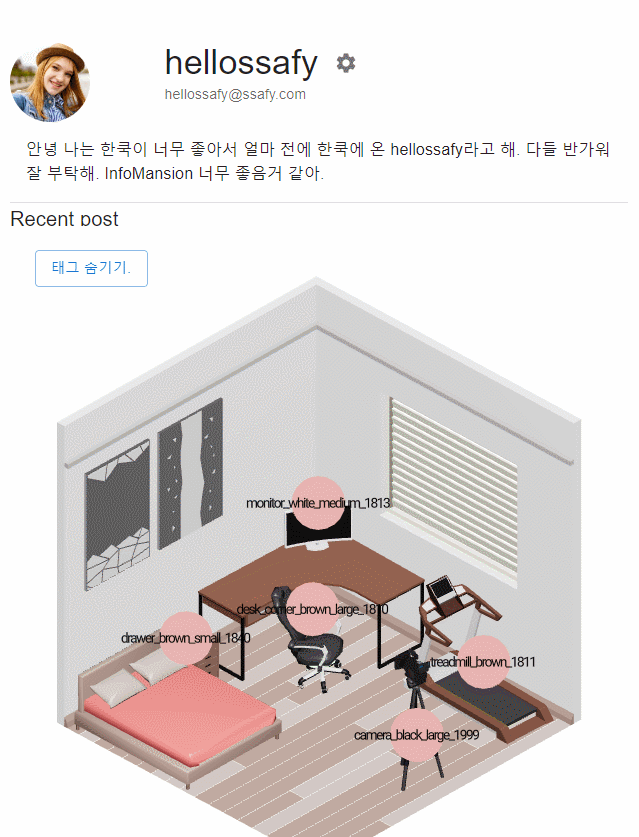 hellossafy
hellossafy@ssafy.com
안녕 나는 한쿡이 너무 좋아서 얼마 전에 한쿡에 온 hellossafy라고 해. 다들 반가워
잘 부탁해. InfoMansion 너무 좋음거 같아.
Recent post
태그 숨기기.
monitor_white_medium_1813
desk_corner_brown_large_1810
drawer_brown_small_1840
treadmill_brown_1811
camera_black_large_1999